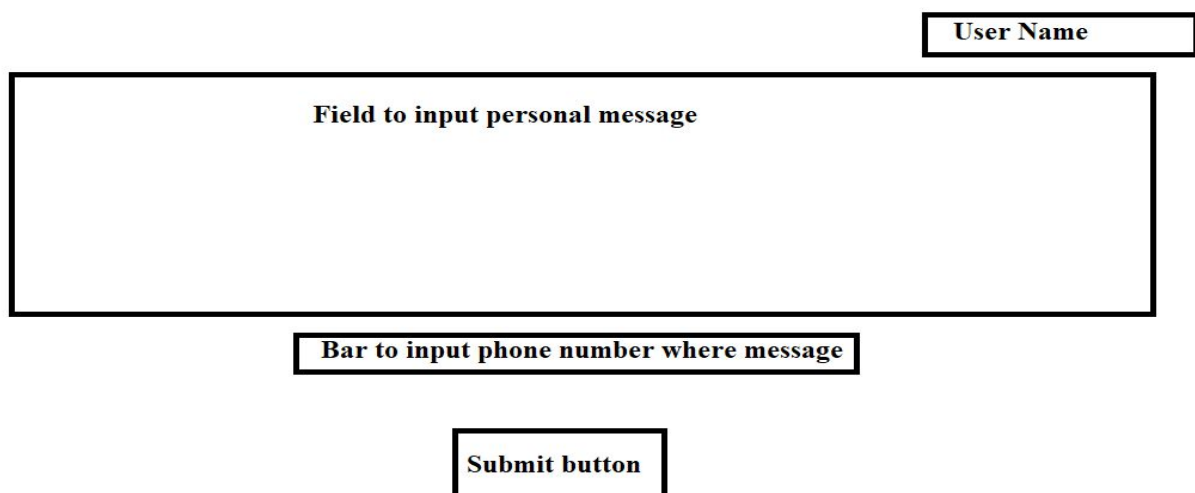 User Name
Field to input personal message
Bar to input phone number where message
Submit button